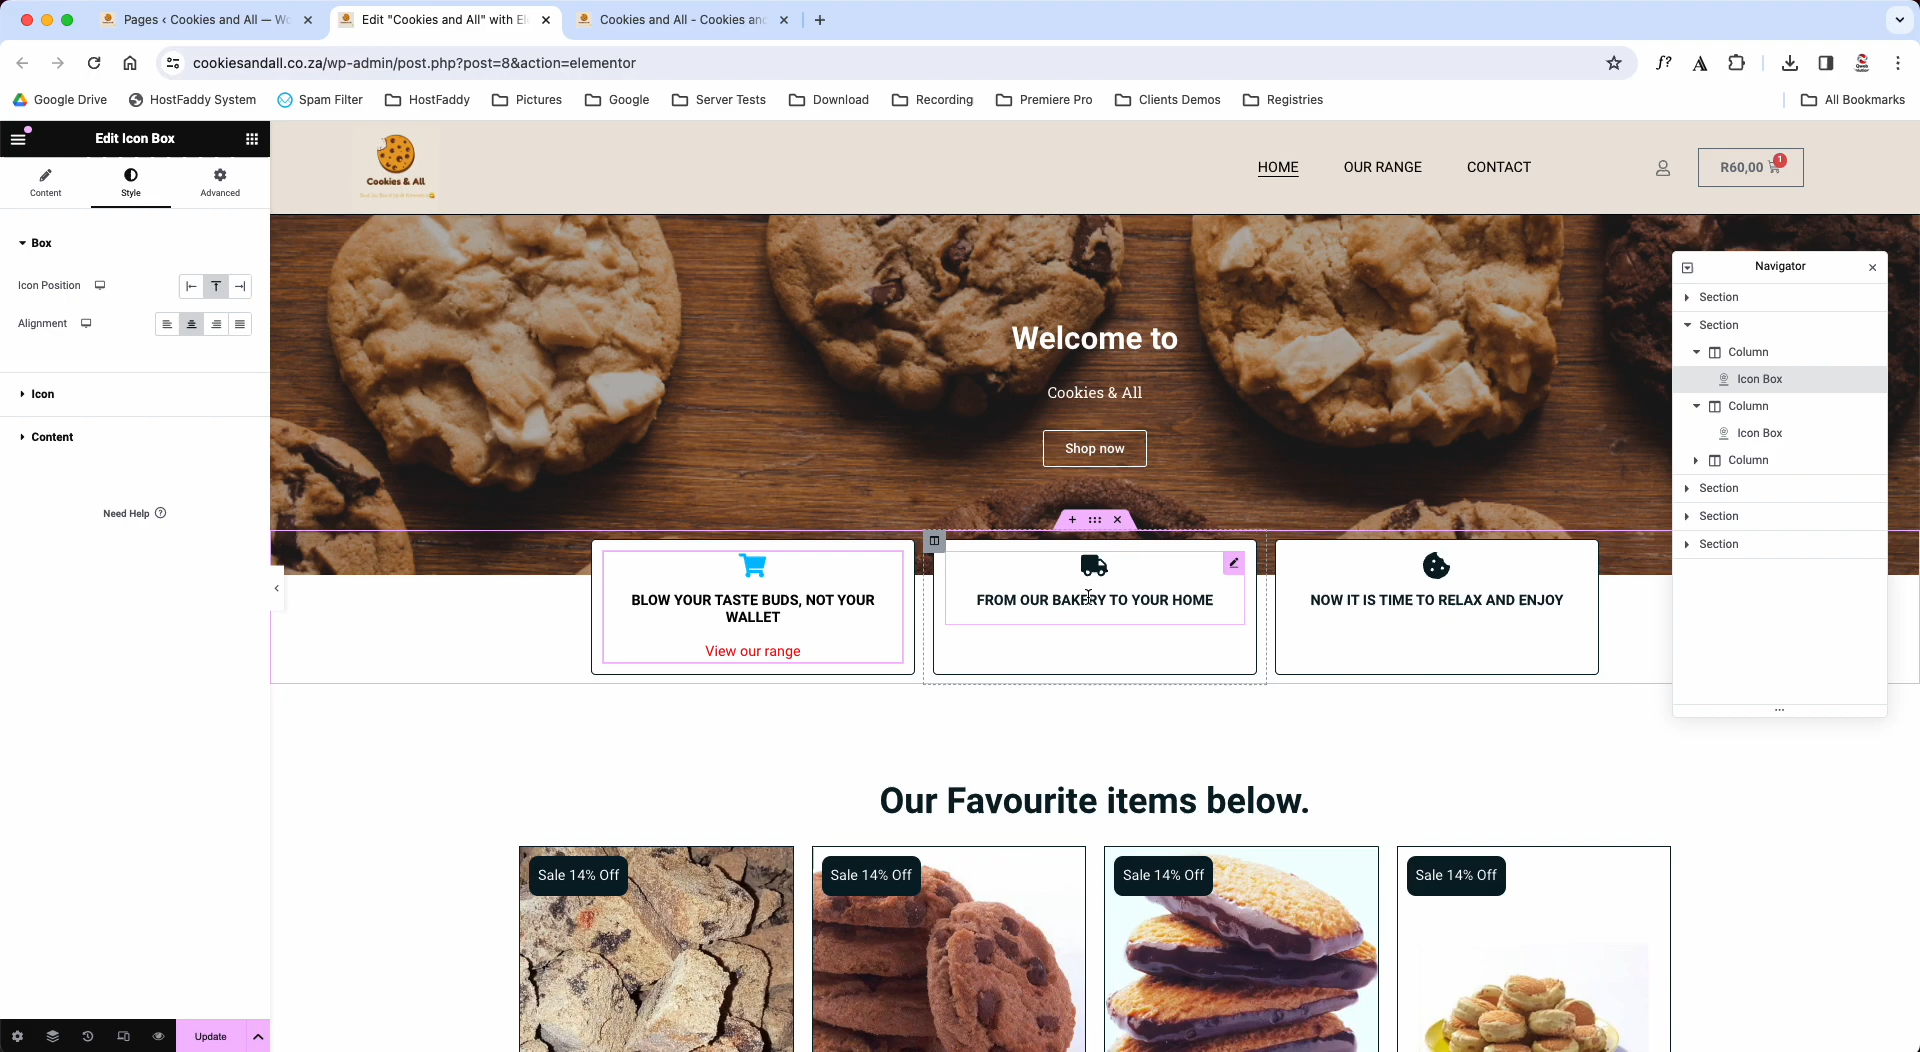 Pages ‹ Cookies and All — Wo
Edit "Cookies and All" with El
Cookies and All - Cookies and
cookiesandall.co.za/wp-admin/post.php?post=8&action=elementor
Google Drive
HostFaddy System
Spam Filter
HostFaddy
Pictures
Google
Server Tests
Download
Recording
Premiere Pro
Clients Demos
Registries
All Bookmarks
Edit Icon Box
Content
Style
Advanced
Box
Icon Position
Alignment
Icon
Content
Need Help
Update
Cookies & All
HOME
OUR RANGE
CONTACT
R60,00
1
Welcome to
Cookies & All
Shop now
BLOW YOUR TASTE BUDS, NOT YOUR
WALLET
View our range
FROM OUR BAKERY TO YOUR HOME
NOW IT IS TIME TO RELAX AND ENJOY
Navigator
Section
Section
Column
Icon Box
Column
Icon Box
Column
Section
Section
Section
Our Favourite items below.
Sale 14% Off
Sale 14% Off
Sale 14% Off
Sale 14% Off